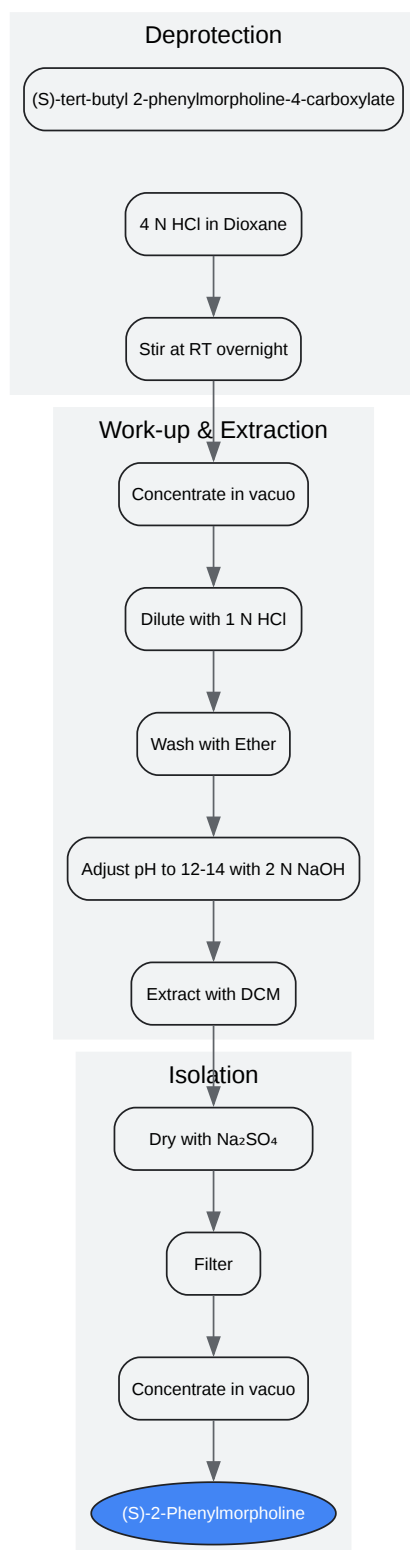 Deprotection
(S)-tert-butyl 2-phenylmorpholine-4-carboxylate
4 N HCl in Dioxane
Stir at RT overnight
Work-up & Extraction
Concentrate in vacuo
Dilute with 1 N HCl
Wash with Ether
Adjust pH to 12-14 with 2 N NaOH
Extract with DCM
Isolation
Dry with Na₂SO₄
Filter
Concentrate in vacuo
(S)-2-Phenylmorpholine